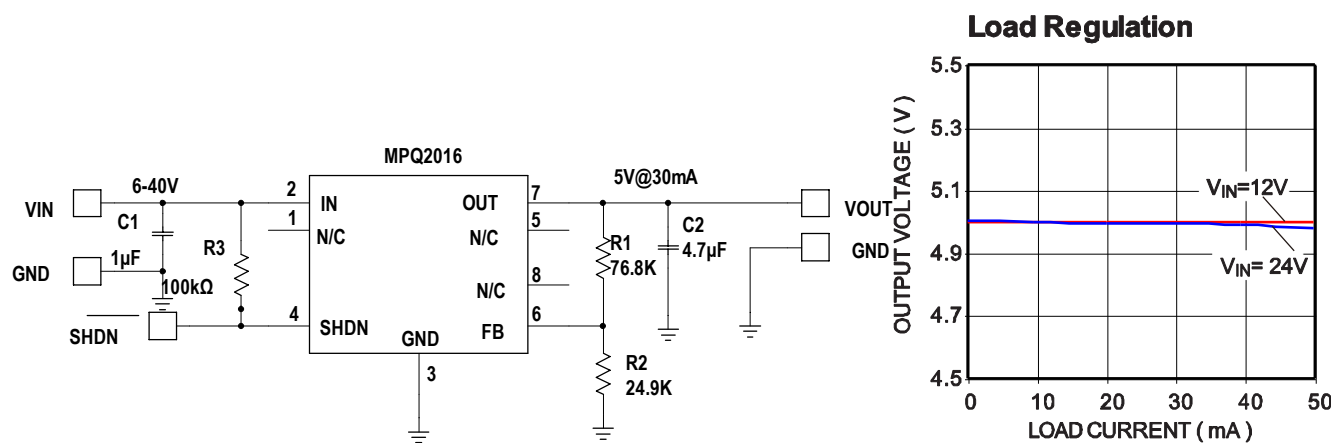 Load Regulation
MPQ2016
VIN
6-40V
C1
1µF
GND
R3
100kΩ
SHDN
2
IN
1
N/C
4
SHDN
GND
3
OUT
7
N/C
5
N/C
8
FB
6
5V@30mA
R1
76.8K
C2
4.7µF
R2
24.9K
VOUT
GND
OUTPUT VOLTAGE ( V )
5.5
5.3
5.1
4.9
4.7
4.5
VIN=12V
VIN= 24V
0 10 20 30 40 50
LOAD CURRENT ( mA )